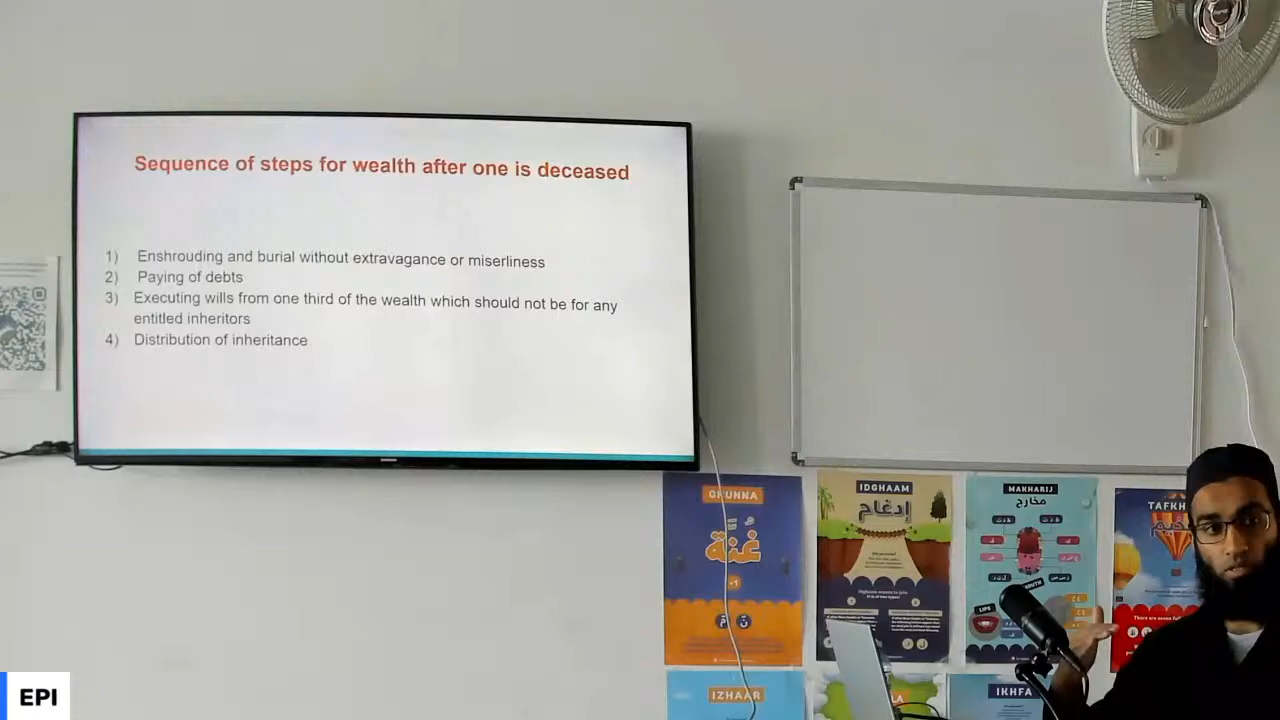 Sequence of steps for wealth after one is deceased
1) Enshrouding and burial without extravagance or miserliness
2) Paying of debts
3) Executing wills from one third of the wealth which should not be for any
entitled inheritors
4) Distribution of inheritance
GHUNNA
غُنَّة
IDGHAAM
إدغام
MAKHARIJ
مخارج
MOUTH
LIPS
TAFKH
IZHAAR
IKHFA
EPI